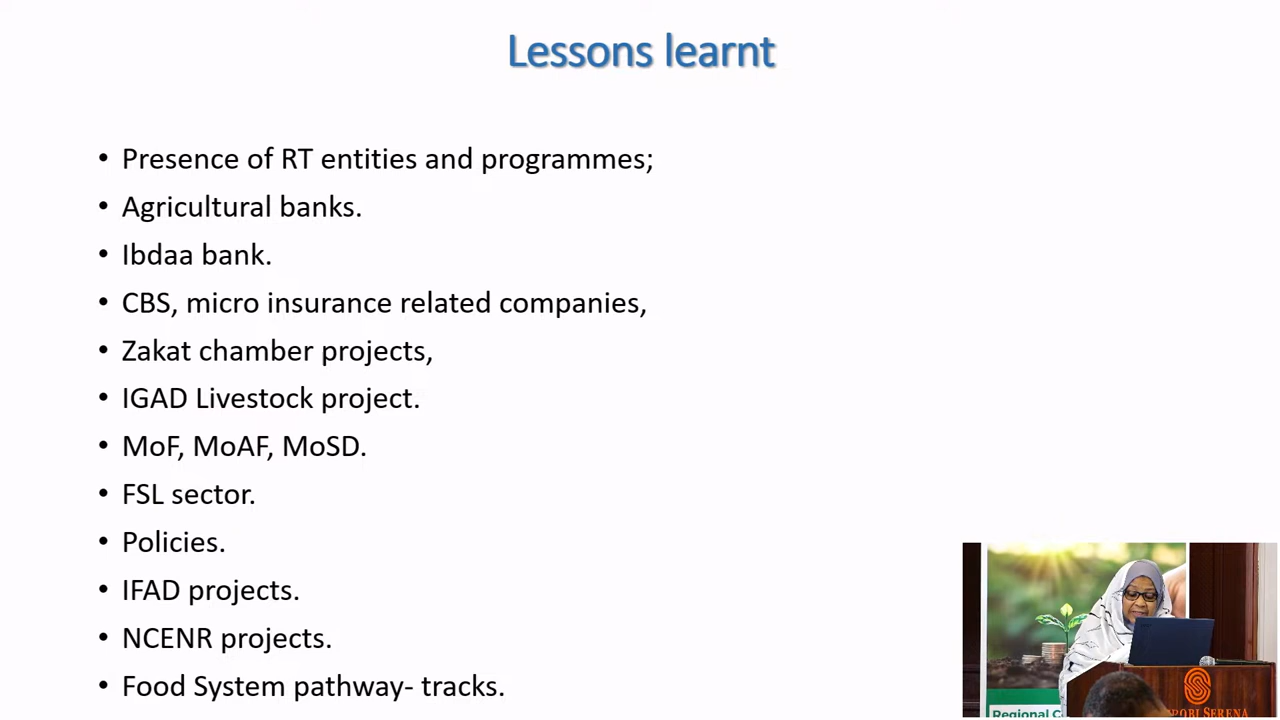 Lessons learnt
• Presence of RT entities and programmes;
• Agricultural banks.
• Ibdaa bank.
• CBS, micro insurance related companies,
• Zakat chamber projects,
• IGAD Livestock project.
• MoF, MoAF, MoSD.
• FSL sector.
• Policies.
• IFAD projects.
• NCENR projects.
• Food System pathway- tracks.
Regional C
ROBI SERENA